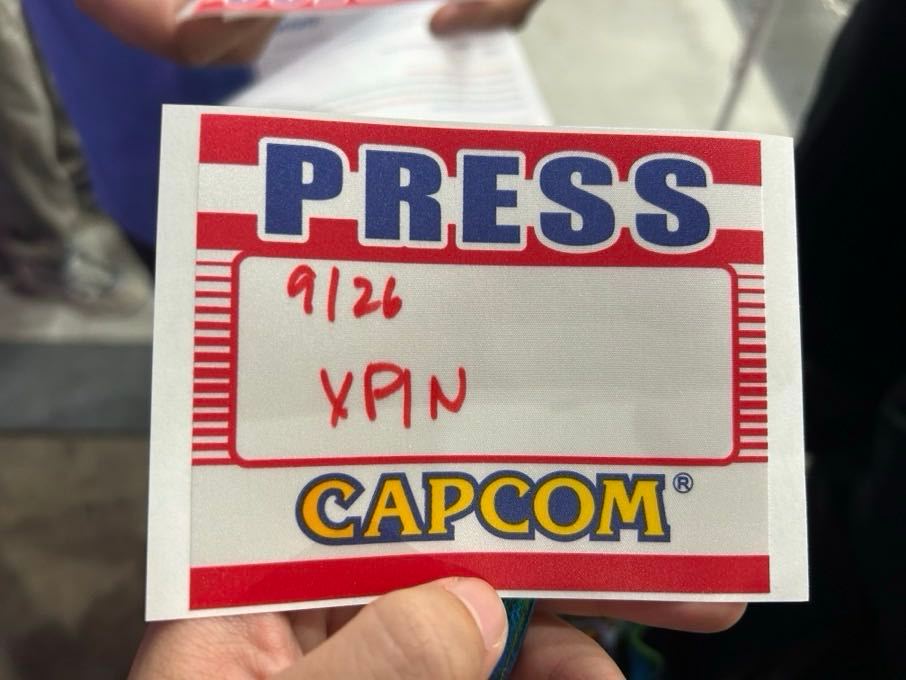 PRESS
9/26
XPIN
CAPCOM®